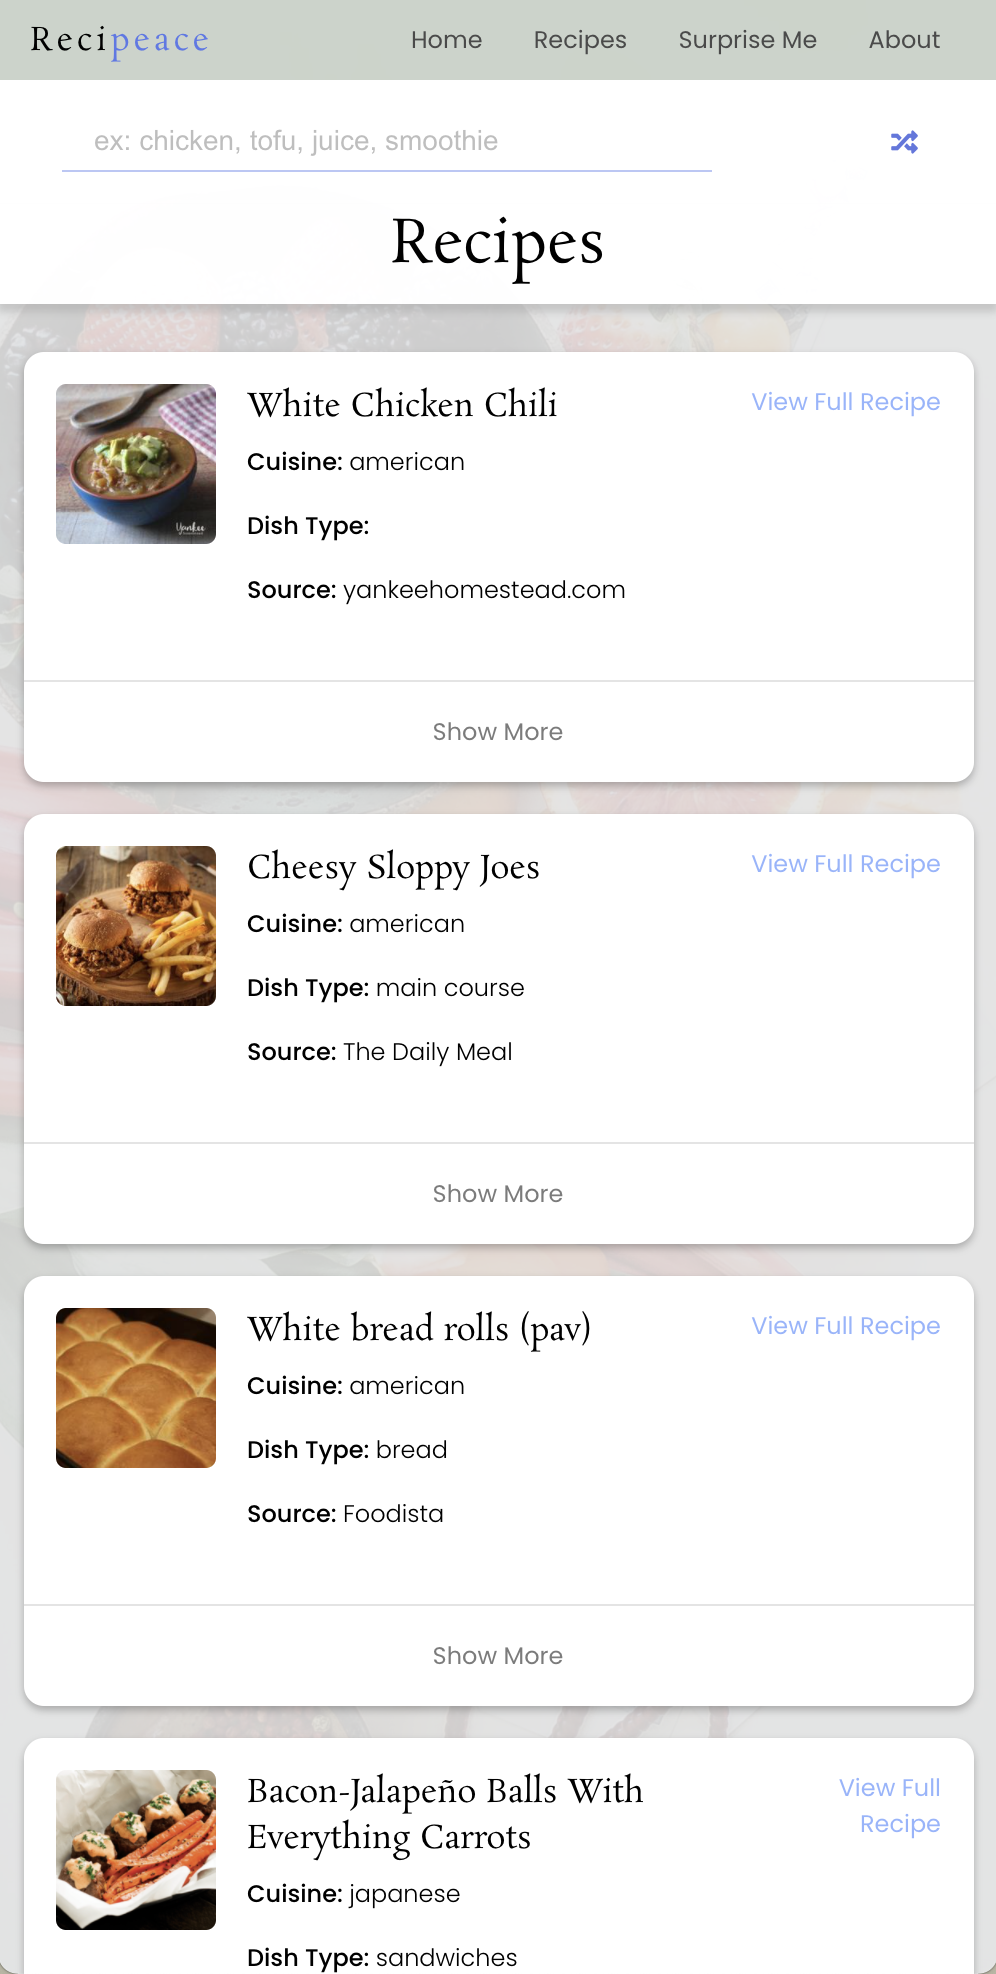 Recipeace
Home Recipes Surprise Me About
ex: chicken, tofu, juice, smoothie
Recipes
White Chicken Chili
View Full Recipe
Cuisine: american
Dish Type:
Source: yankeehomestead.com
Yankee
Show More
Cheesy Sloppy Joes
View Full Recipe
Cuisine: american
Dish Type: main course
Source: The Daily Meal
Show More
White bread rolls (pav)
View Full Recipe
Cuisine: american
Dish Type: bread
Source: Foodista
Show More
Bacon-Jalapeño Balls With
Everything Carrots
View Full
Recipe
Cuisine: japanese
Dish Type: sandwiches